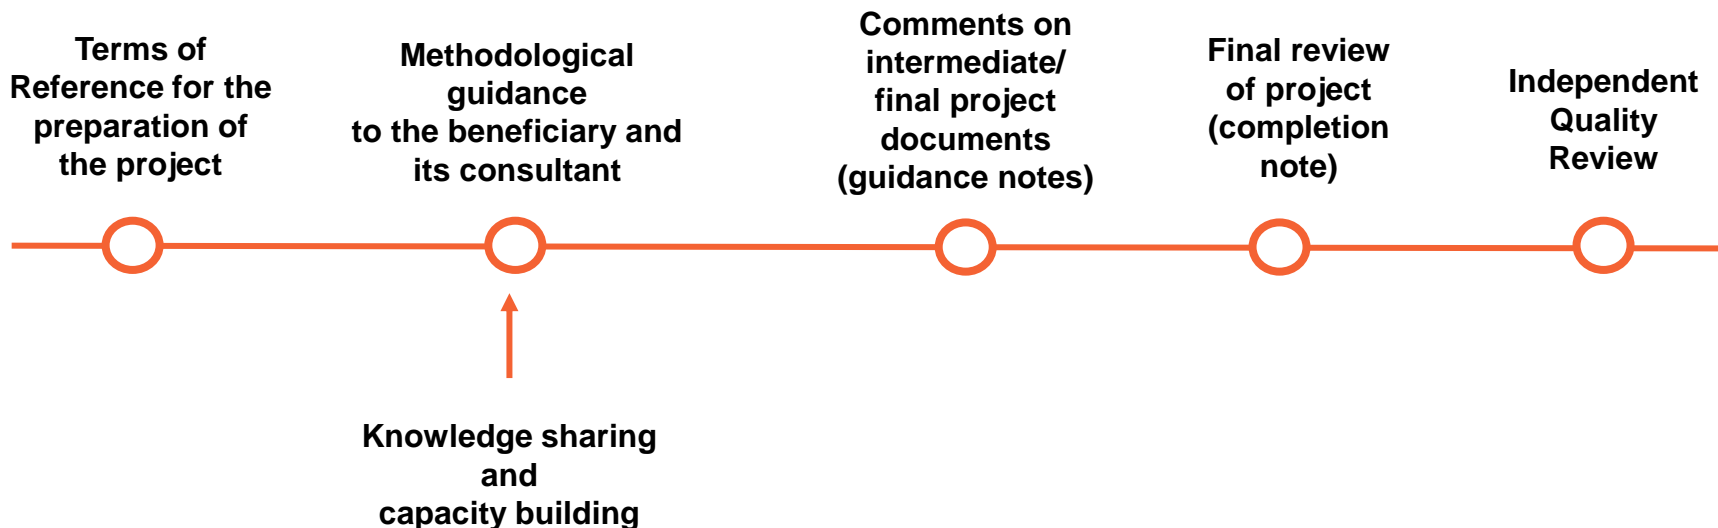 Terms of
Reference for the
preparation of
the project
Methodological
guidance
to the beneficiary and
its consultant
Comments on
intermediate/
final project
documents
(guidance notes)
Final review
of project
(completion
note)
Independent
Quality
Review
Knowledge sharing
and
capacity building